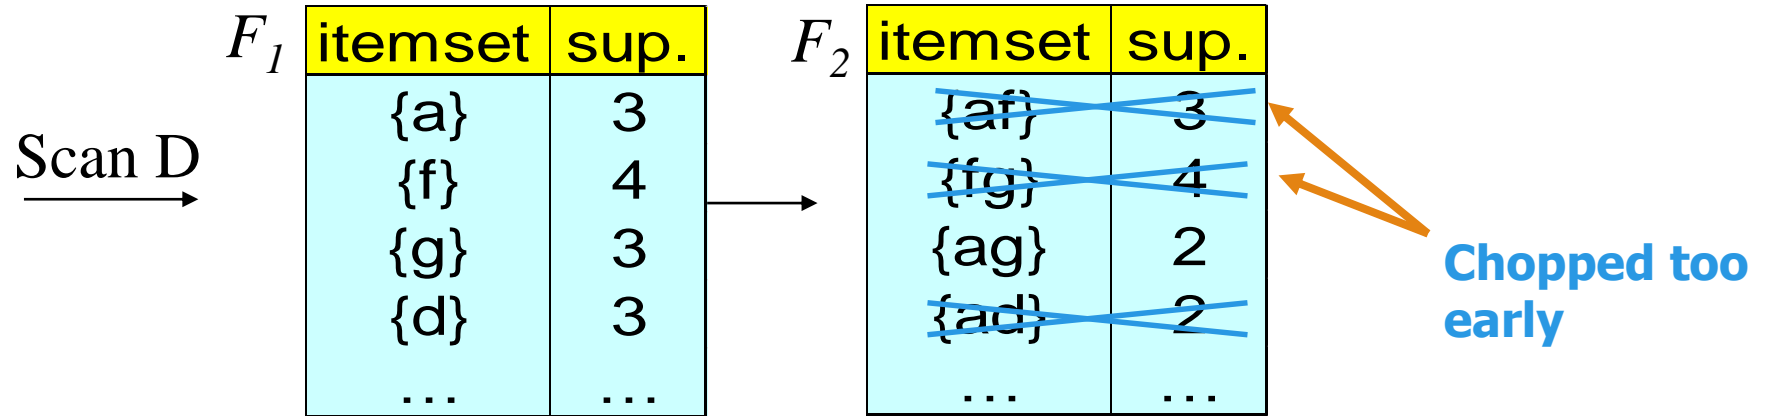 Scan D
F1
itemset sup.
{a} 3
{f} 4
{g} 3
{d} 3
... ...
F2
itemset sup.
{af} 3
{fg} 4
{ag} 2
{ad} 2
... ...
Chopped too
early